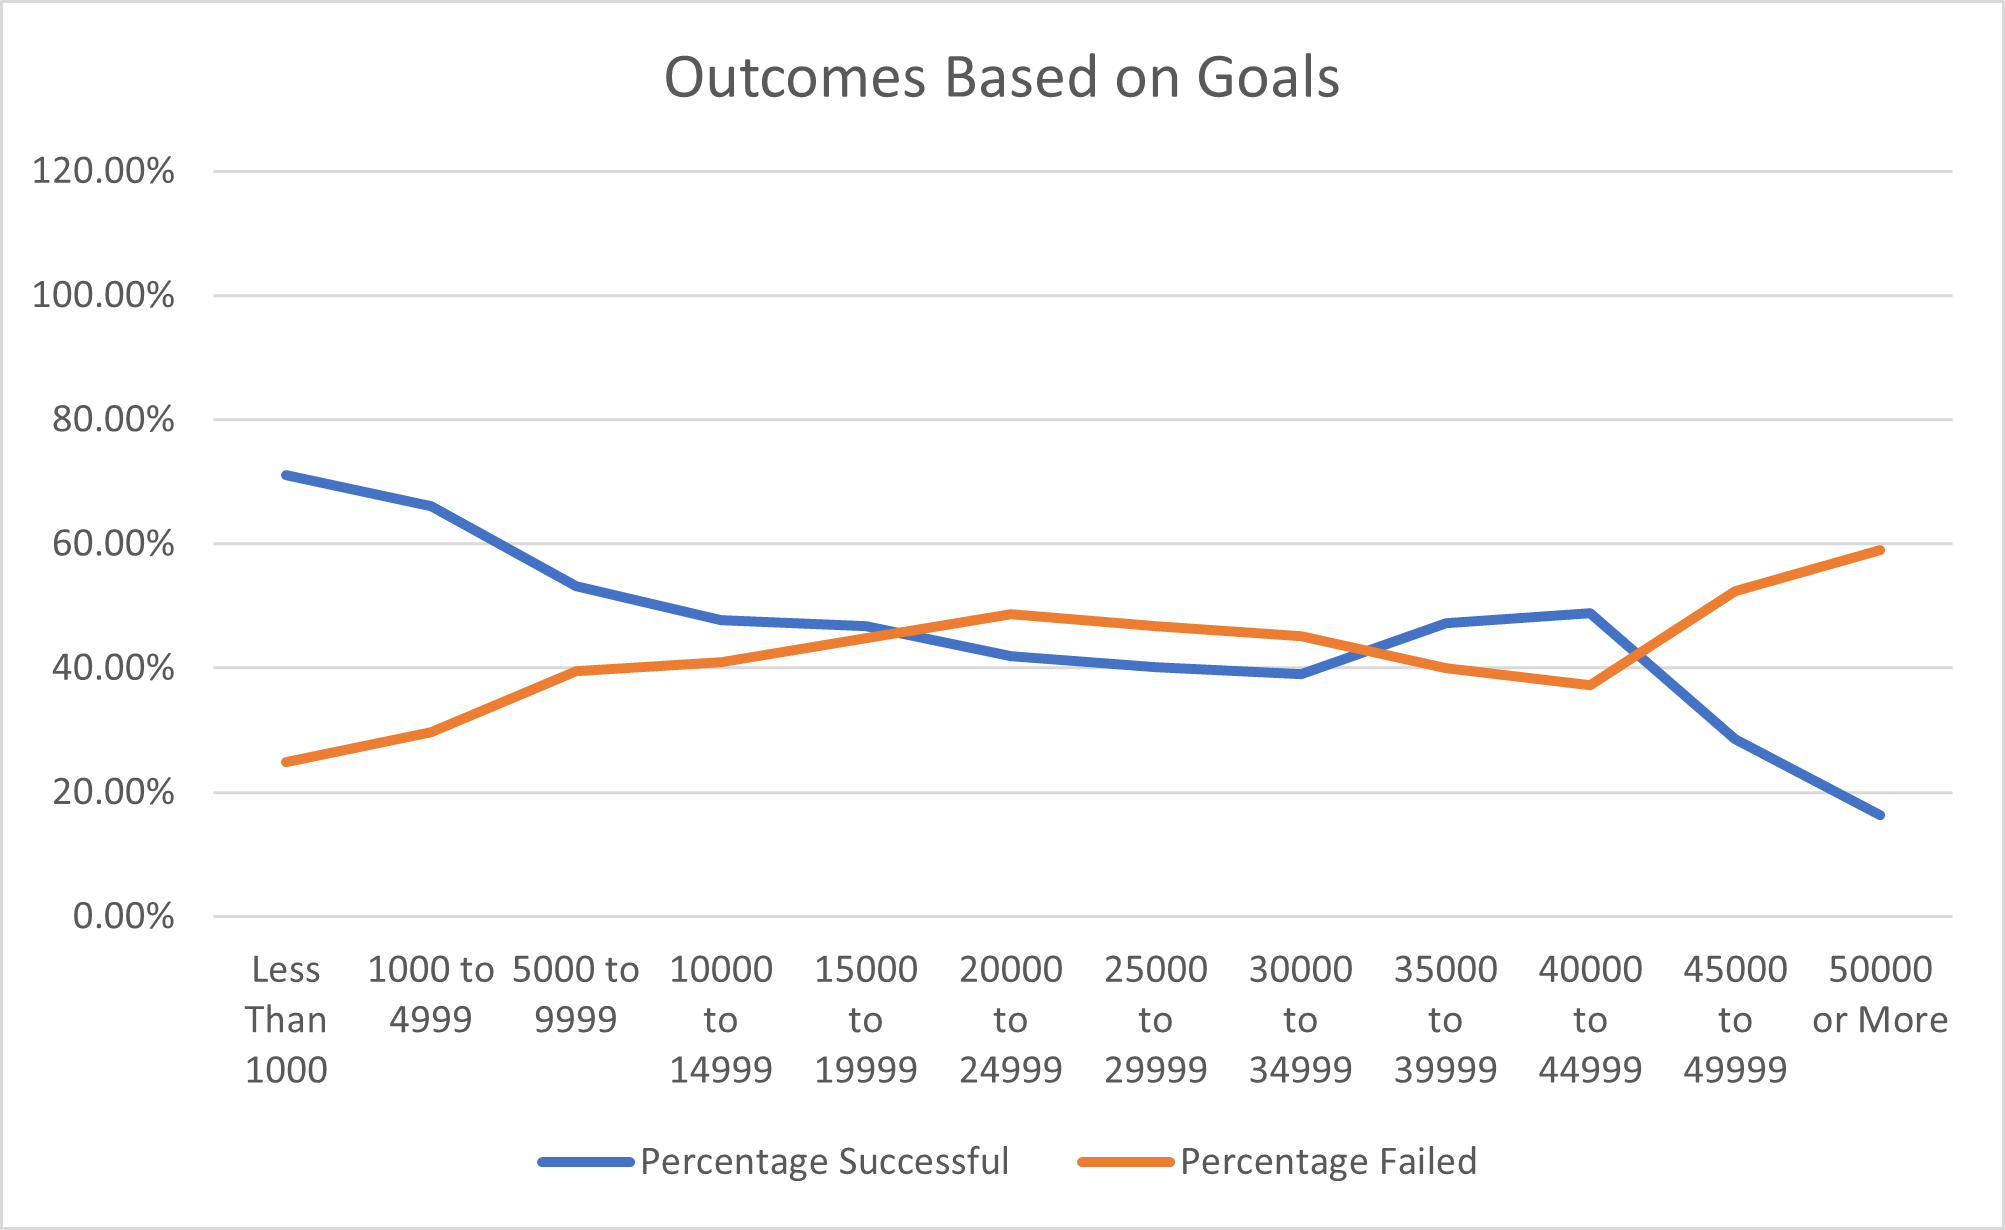 Outcomes Based on Goals
120.00%
100.00%
80.00%
60.00%
40.00%
20.00%
0.00%
Less Than 1000
1000 to 4999
5000 to 9999
10000 to 14999
15000 to 19999
20000 to 24999
25000 to 29999
30000 to 34999
35000 to 39999
40000 to 44999
45000 to 49999
50000 or More
Percentage Successful
Percentage Failed